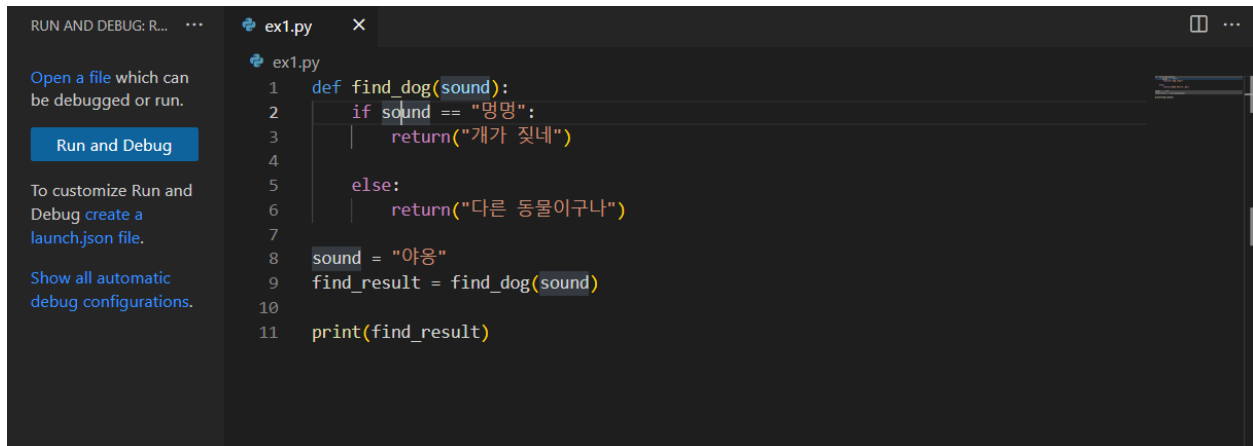 RUN AND DEBUG: R... ···
ex1.py
ex1.py
Open a file which can
be debugged or run.
Run and Debug
To customize Run and
Debug create a
launch.json file.
Show all automatic
debug configurations.
1 def find_dog(sound):
2 if sound == "멍멍":
3 return("개가 짖네")
4
5 else:
6 return("다른 동물이구나")
7
8 sound = "야옹"
9 find_result = find_dog(sound)
10
11 print(find_result)